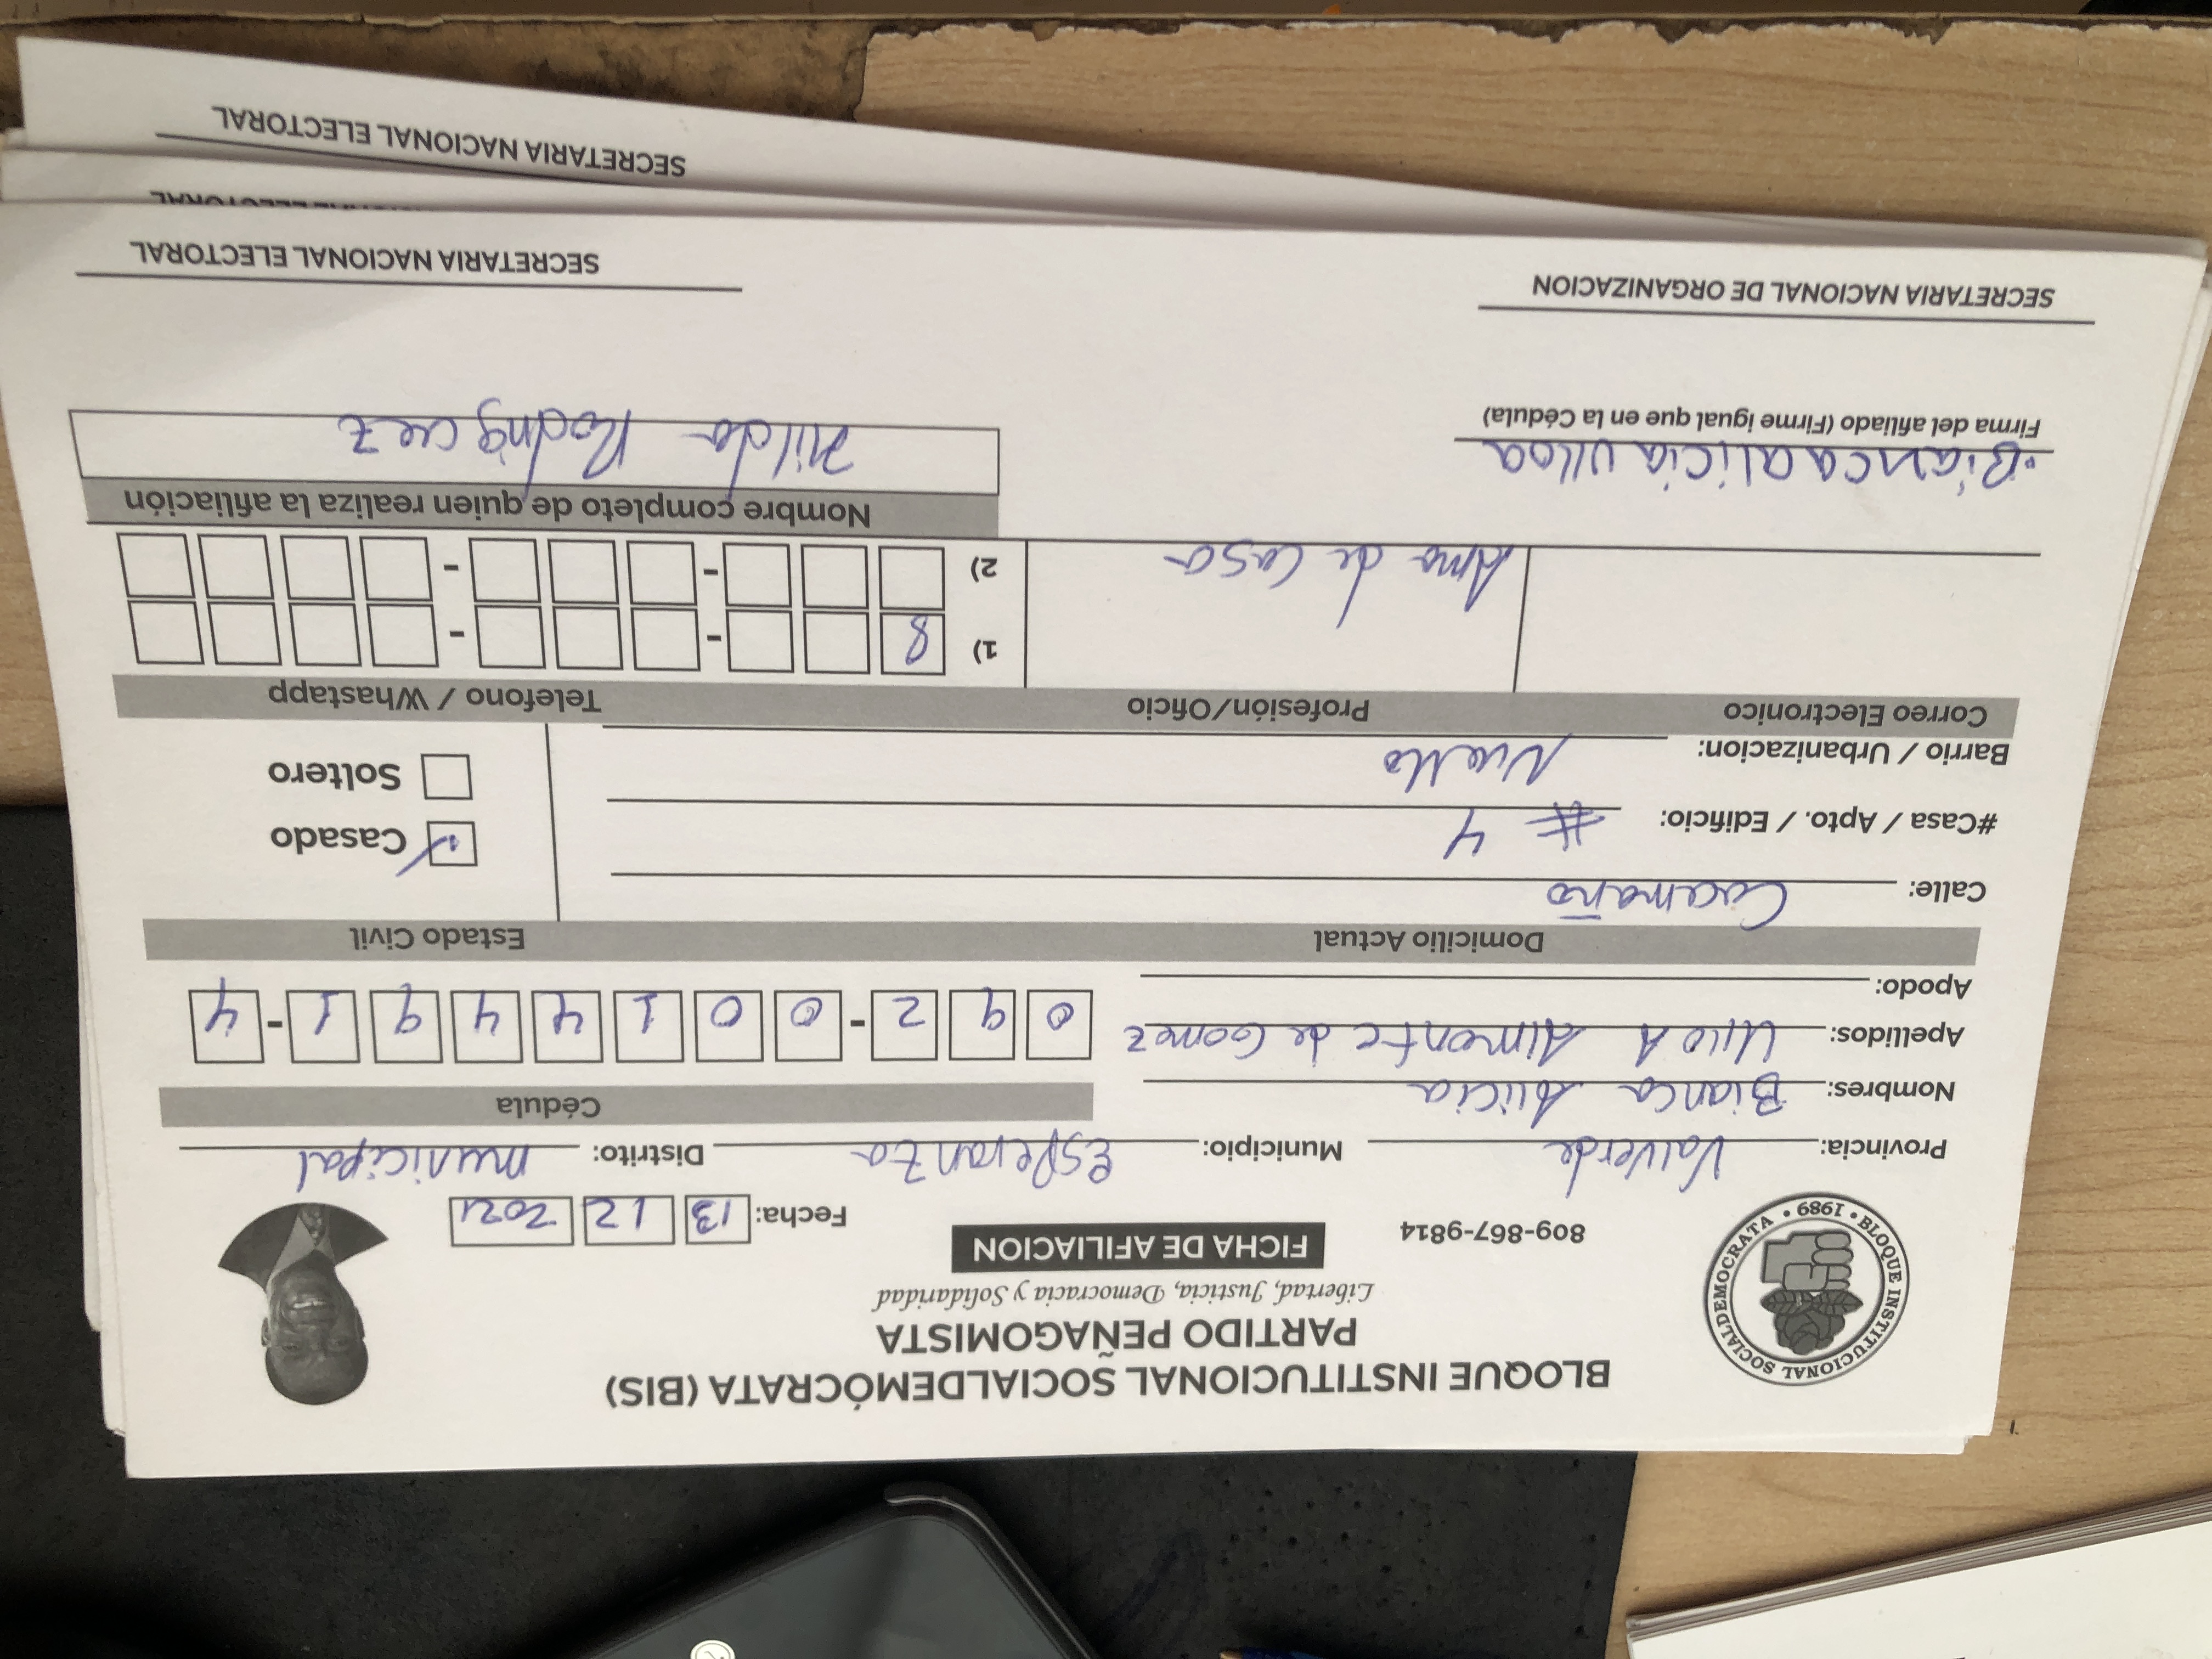 BLOQUE INSTITUCIONAL SOCIALDEMÓCRATA (BIS)
PARTIDO PEÑAGOMISTA
Libertad, Justicia, Democracia y Solidaridad
BLOQUE INSTITUCIONAL SOCIALDEMOCRATA • 1989 •
809-867-9814
FICHA DE AFILIACION
Fecha: 13 12 2021
Provincia: Valverde Municipio: Esperanza Distrito: municipal
Nombres: Bianca Alicia
Cédula
Apellidos: Ulloa Almonte de Gomez
092-0014491-4
Apodo:
Domicilio Actual Estado Civil
Calle: Caamaño
#Casa / Apto. / Edificio: # 4
Casado
Barrio / Urbanizacion:
Soltero
Correo Electronico Profesión/Oficio Telefono / Whastapp
Ama de Casa
1) 8 - -
2) - -
Nombre completo de quien realiza la afiliación
Bianca alicia Ulloa
Hilda Rodriguez
Firma del afiliado (Firme igual que en la Cédula)
SECRETARIA NACIONAL DE ORGANIZACION
SECRETARIA NACIONAL ELECTORAL
SECRETARIA NACIONAL ELECTORAL